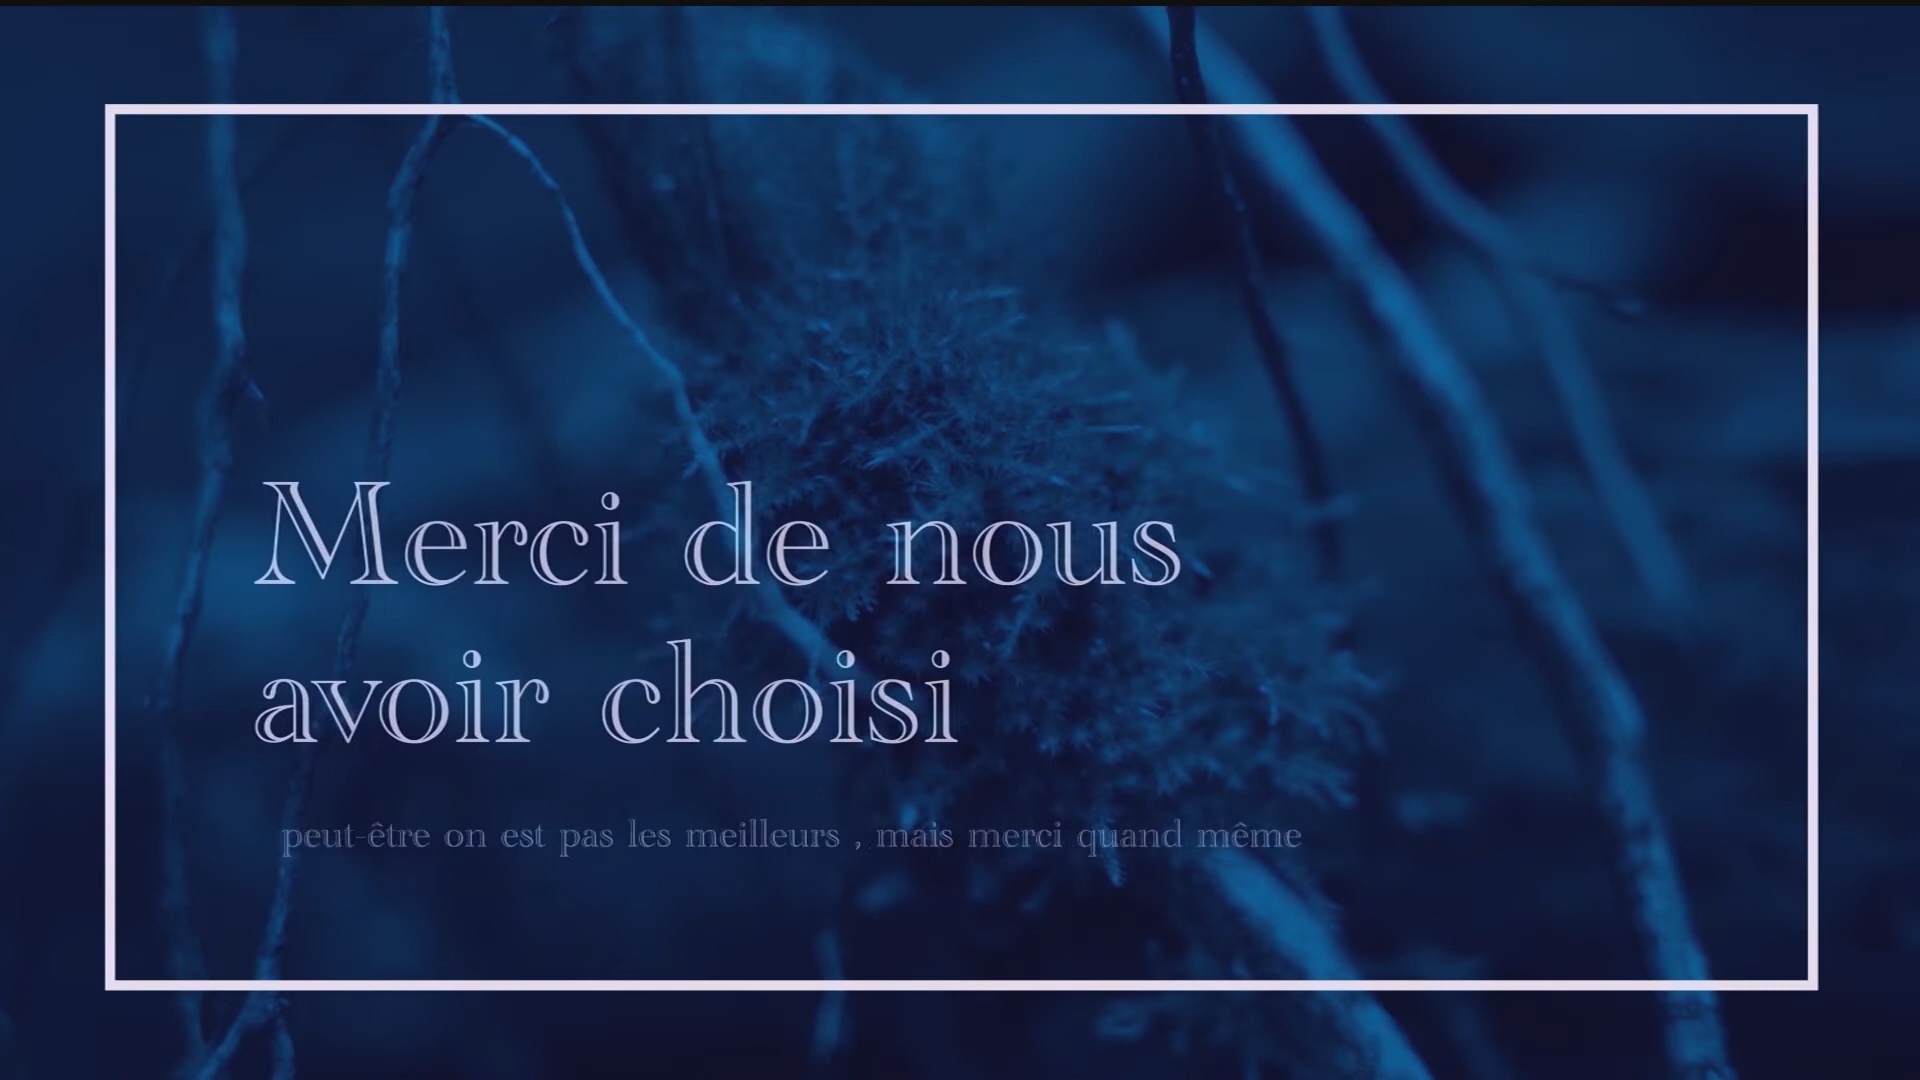 Merci de nous
avoir choisi
peut-être on est pas les meilleurs , mais merci quand même